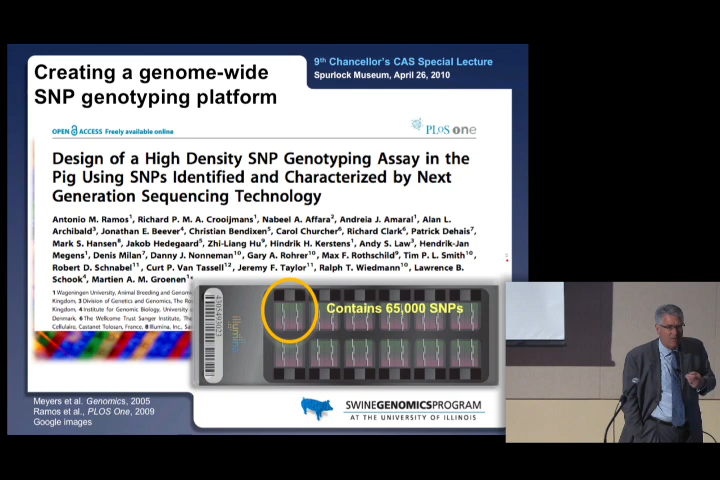 9th Chancellor's CAS Special Lecture
Spurlock Museum, April 26, 2010
Creating a genome-wide
SNP genotyping platform
OPEN ACCESS Freely available online
PLoS one
Design of a High Density SNP Genotyping Assay in the
Pig Using SNPs Identified and Characterized by Next
Generation Sequencing Technology
Antonio M. Ramos1, Richard P. M. A. Crooijmans1, Nabeel A. Affara2, Andreia J. Amaral1, Alan L.
Archibald3, Jonathan E. Beever4, Christian Bendixen5, Carol Churcher6, Richard Clark6, Patrick Dehais7,
Mark S. Hansen8, Jakob Hedegaard5, Zhi-Liang Hu9, Hindrik H. Kerstens1, Andy S. Law3, Hendrik-Jan
Megens1, Denis Milan7, Danny J. Nonneman10, Gary A. Rohrer10, Max F. Rothschild9, Tim P. L. Smith10,
Robert D. Schnabel11, Curt P. Van Tassell12, Jeremy F. Taylor11, Ralph T. Wiedmann10, Lawrence B.
Schook4, Martien A. M. Groenen1
1 Wageningen University, Animal Breeding and
Kingdom, 3 Division of Genetics and Genomics, The
Denmark, 4 Institute for Genomic Biology, University
Kingdom, 6 The Wellcome Trust Sanger Institute, The
Cellulaire, Castanet Tolosan, France, 8 Illumina, Inc.
Contains 65,000 SNPs
illumina
Meyers et al. Genomics, 2005
Ramos et al., PLOS One, 2009
Google images
SWINEGENOMICSPROGRAM
AT THE UNIVERSITY OF ILLINOIS